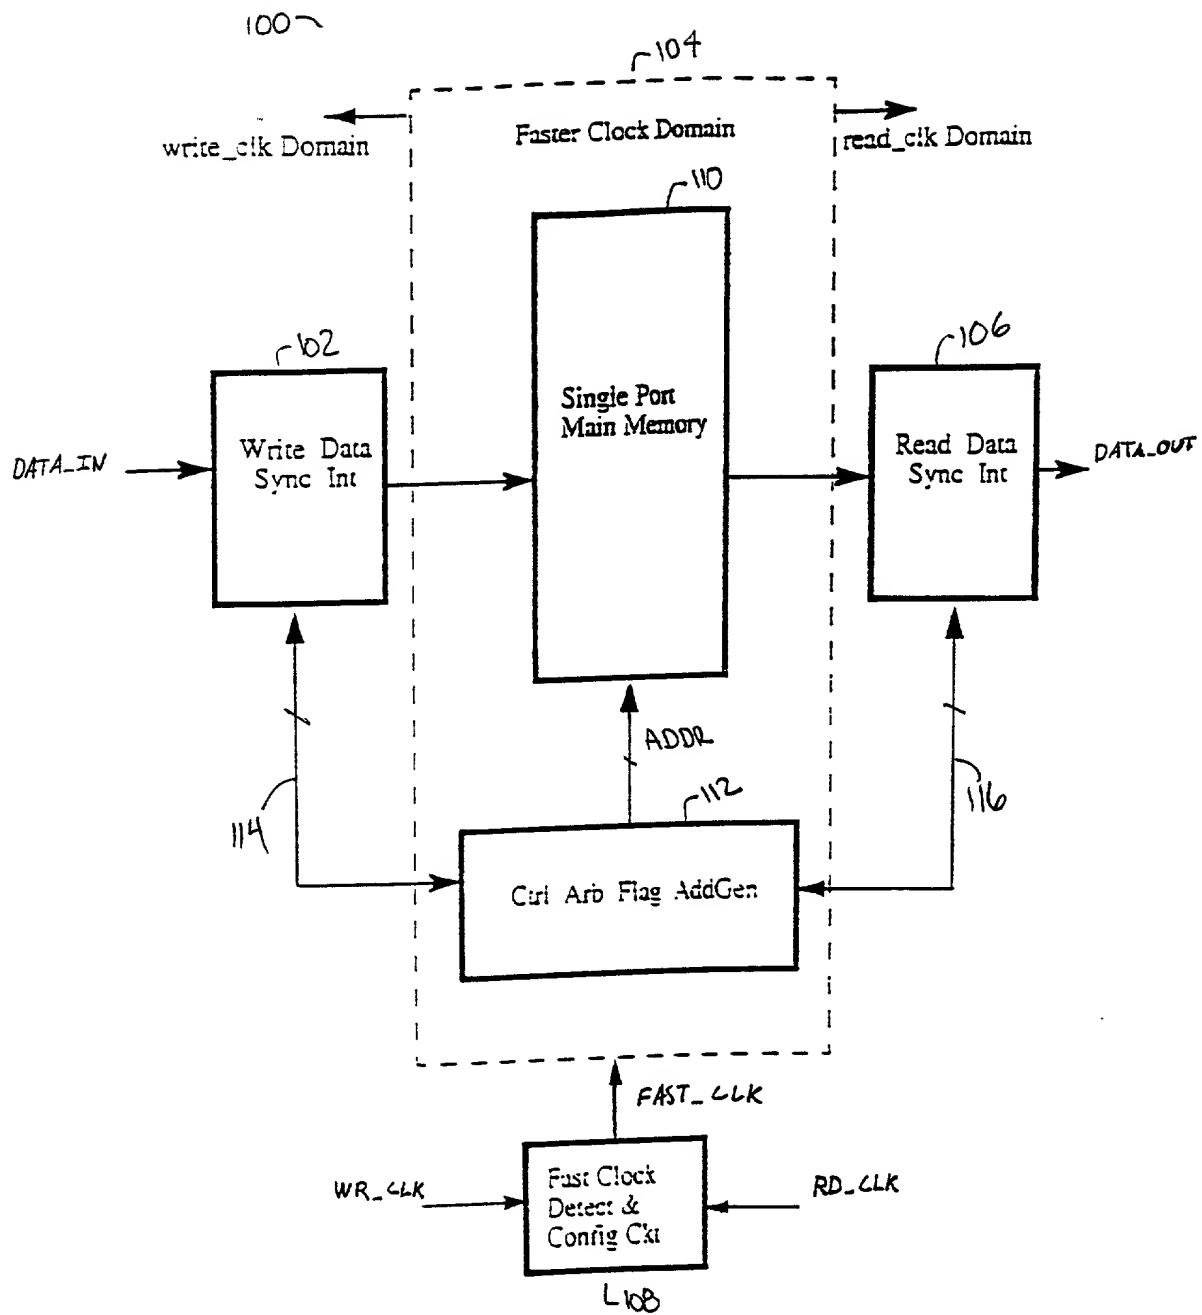 100
104
write_clk Domain
Faster Clock Domain
read_clk Domain
110
102
106
Single Port
Main Memory
Write Data
Sync Int
Read Data
Sync Int
DATA_IN
DATA_OUT
ADDR
112
114
116
Ctrl Arb Flag AddGen
FAST_CLK
WR_CLK
Fast Clock
Detect &
Config Ckt
RD_CLK
108